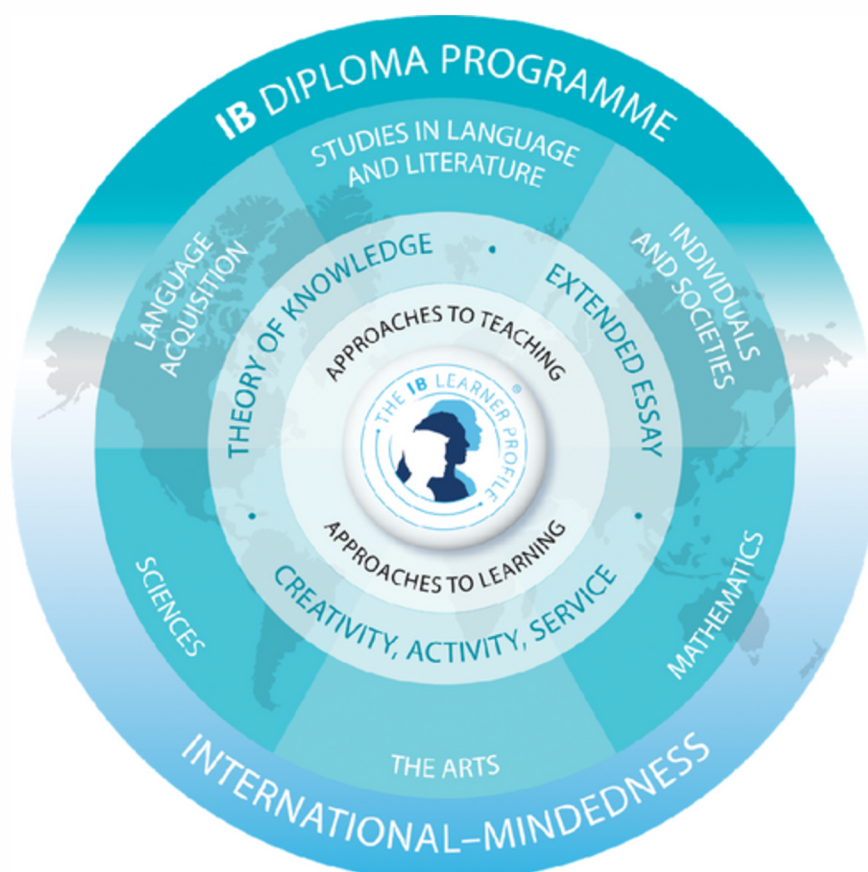 IB DIPLOMA PROGRAMME
STUDIES IN LANGUAGE
AND LITERATURE
LANGUAGE
ACQUISITION
INDIVIDUALS
AND SOCIETIES
THEORY OF KNOWLEDGE
EXTENDED ESSAY
APPROACHES TO TEACHING
• THE IB LEARNER PROFILE •
®
APPROACHES TO LEARNING
CREATIVITY, ACTIVITY, SERVICE
SCIENCES
MATHEMATICS
THE ARTS
INTERNATIONAL–MINDEDNESS